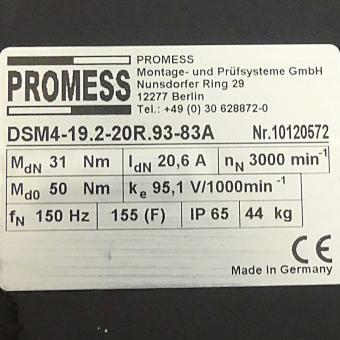 PROMESS
PROMESS
Montage- und Prüfsysteme GmbH
Nunsdorfer Ring 29
12277 Berlin
Tel.: +49 (0) 30 628872-0
DSM4-19.2-20R.93-83A Nr.10120572
MdN 31 Nm IdN 20,6 A nN 3000 min⁻¹
Md0 50 Nm ke 95,1 V/1000min⁻¹
fN 150 Hz 155 (F) IP 65 44 kg
CE
Made in Germany